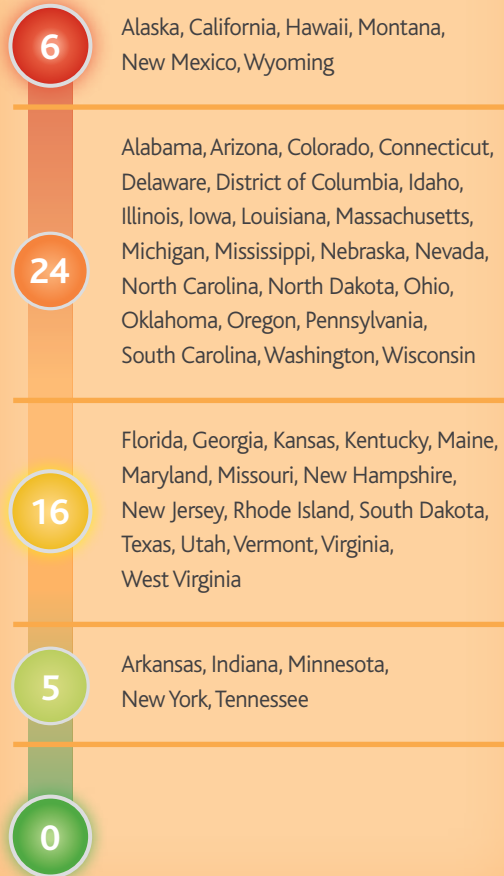 6
Alaska, California, Hawaii, Montana,
New Mexico, Wyoming
24
Alabama, Arizona, Colorado, Connecticut,
Delaware, District of Columbia, Idaho,
Illinois, Iowa, Louisiana, Massachusetts,
Michigan, Mississippi, Nebraska, Nevada,
North Carolina, North Dakota, Ohio,
Oklahoma, Oregon, Pennsylvania,
South Carolina, Washington, Wisconsin
16
Florida, Georgia, Kansas, Kentucky, Maine,
Maryland, Missouri, New Hampshire,
New Jersey, Rhode Island, South Dakota,
Texas, Utah, Vermont, Virginia,
West Virginia
5
Arkansas, Indiana, Minnesota,
New York, Tennessee
0